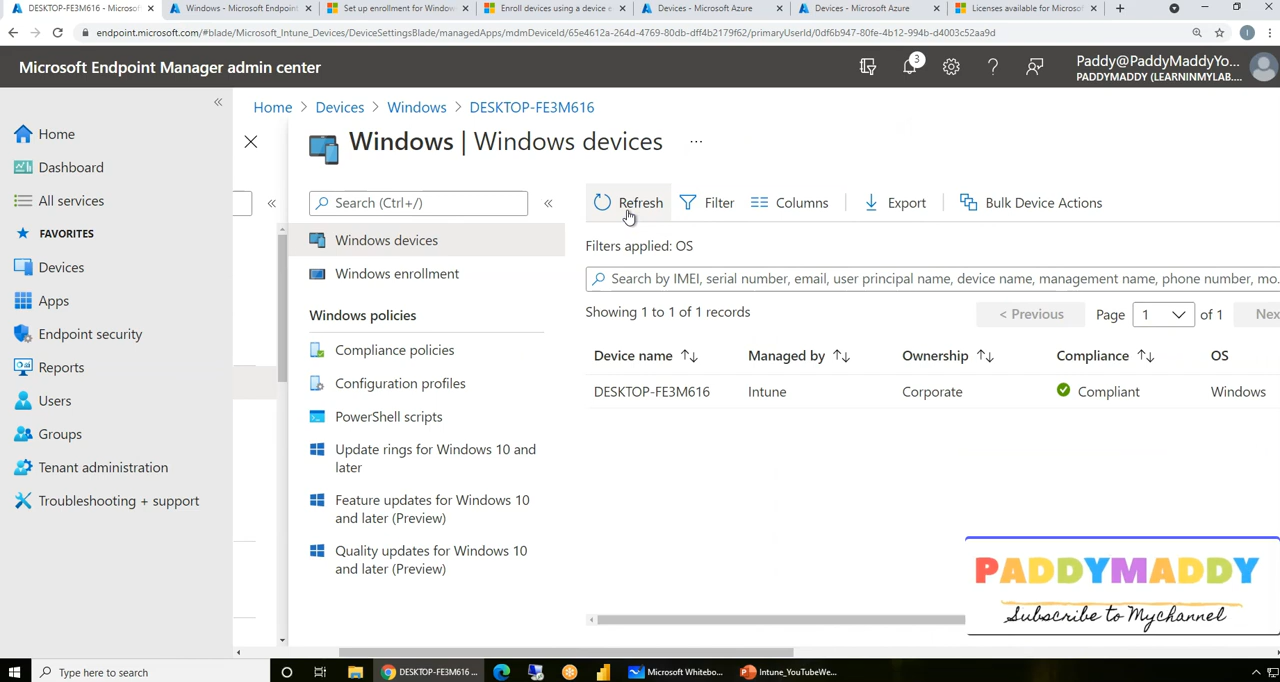 DESKTOP-FE3M616 - Microsof
Windows - Microsoft Endpoint
Set up enrollment for Window
Enroll devices using a device e
Devices - Microsoft Azure
Devices - Microsoft Azure
Licenses available for Microsof
endpoint.microsoft.com/#blade/Microsoft_Intune_Devices/DeviceSettingsBlade/managedApps/mdmDeviceId/65e4612a-264d-4769-80db-dff4b2179f62/primaryUserId/0df6b947-80fe-4b12-994b-d4003c52aa9d
I
Microsoft Endpoint Manager admin center
3
Paddy@PaddyMaddyYo...
PADDYMADDY (LEARNINMYLAB....
Home > Devices > Windows > DESKTOP-FE3M616
Home
Dashboard
All services
FAVORITES
Devices
Apps
Endpoint security
Reports
Users
Groups
Tenant administration
Troubleshooting + support
Windows | Windows devices ...
Search (Ctrl+/)
Windows devices
Windows enrollment
Windows policies
Compliance policies
Configuration profiles
PowerShell scripts
Update rings for Windows 10 and
later
Feature updates for Windows 10
and later (Preview)
Quality updates for Windows 10
and later (Preview)
Refresh Filter Columns Export Bulk Device Actions
Filters applied: OS
Search by IMEI, serial number, email, user principal name, device name, management name, phone number, mo.
Showing 1 to 1 of 1 records
< Previous Page 1 of 1 Nex
Device name Managed by Ownership Compliance OS
DESKTOP-FE3M616 Intune Corporate Compliant Windows
PADDYMADDY
Subscribe to Mychannel
Type here to search
DESKTOP-FE3M616 ...
Microsoft Whitebo...
Intune_YouTubeWe...